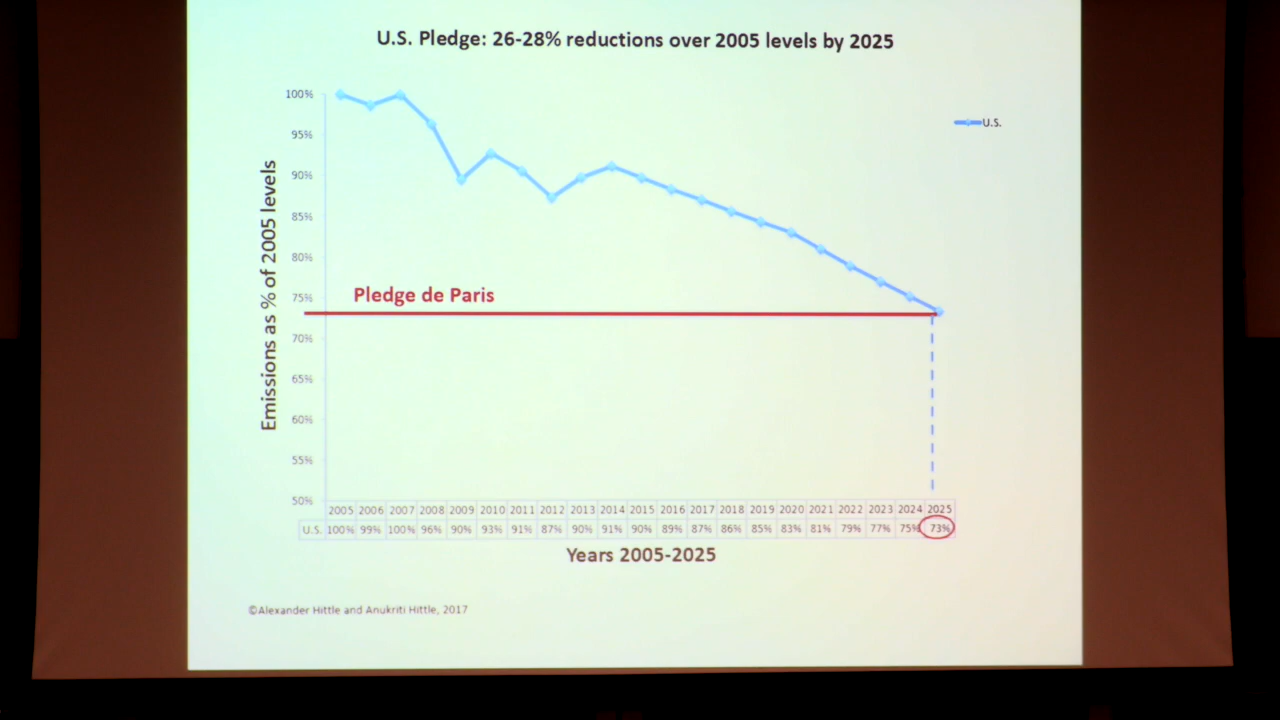 U.S. Pledge: 26-28% reductions over 2005 levels by 2025
100%
95%
90%
85%
80%
75%
70%
65%
60%
55%
50%
Emissions as % of 2005 levels
U.S.
Pledge de Paris
2005 2006 2007 2008 2009 2010 2011 2012 2013 2014 2015 2016 2017 2018 2019 2020 2021 2022 2023 2024 2025
U.S. 100% 99% 100% 96% 90% 93% 91% 87% 90% 91% 90% 89% 87% 86% 85% 83% 81% 79% 77% 75% 73%
Years 2005-2025
©Alexander Hittle and Anukriti Hittle, 2017